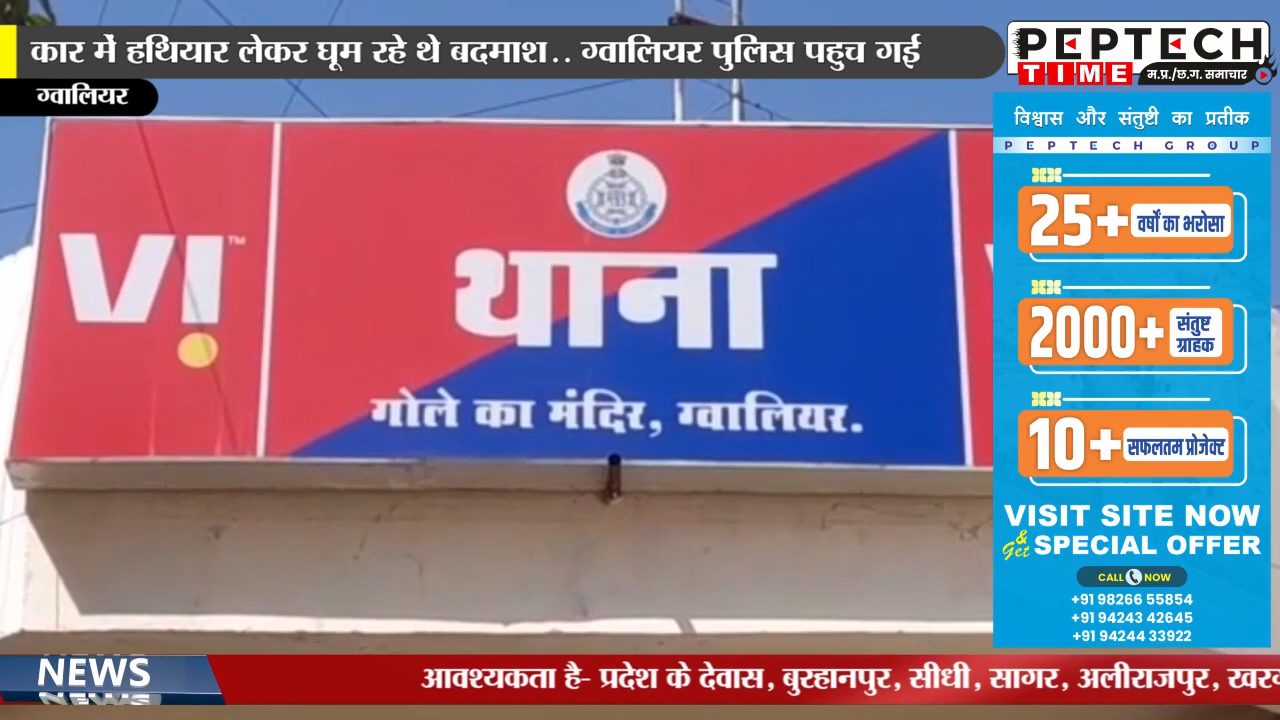 कार में हथियार लेकर घूम रहे थे बदमाश.. ग्वालियर पुलिस पहुच गई
ग्वालियर
PEPTECH
TIME
म.प्र./छ.ग. समाचार
VI™
थाना
गोले का मंदिर, ग्वालियर.
विश्वास और संतुष्टी का प्रतीक
PEPTECH GROUP
25+ वर्षों का भरोसा
2000+ संतुष्ट
ग्राहक
10+ सफलतम प्रोजेक्ट
VISIT SITE NOW
& Get SPECIAL OFFER
CALL NOW
+91 98266 55854
+91 94243 42645
+91 94244 33922
NEWS
आवश्यकता है- प्रदेश के देवास, बुरहानपुर, सीधी, सागर, अलीराजपुर,